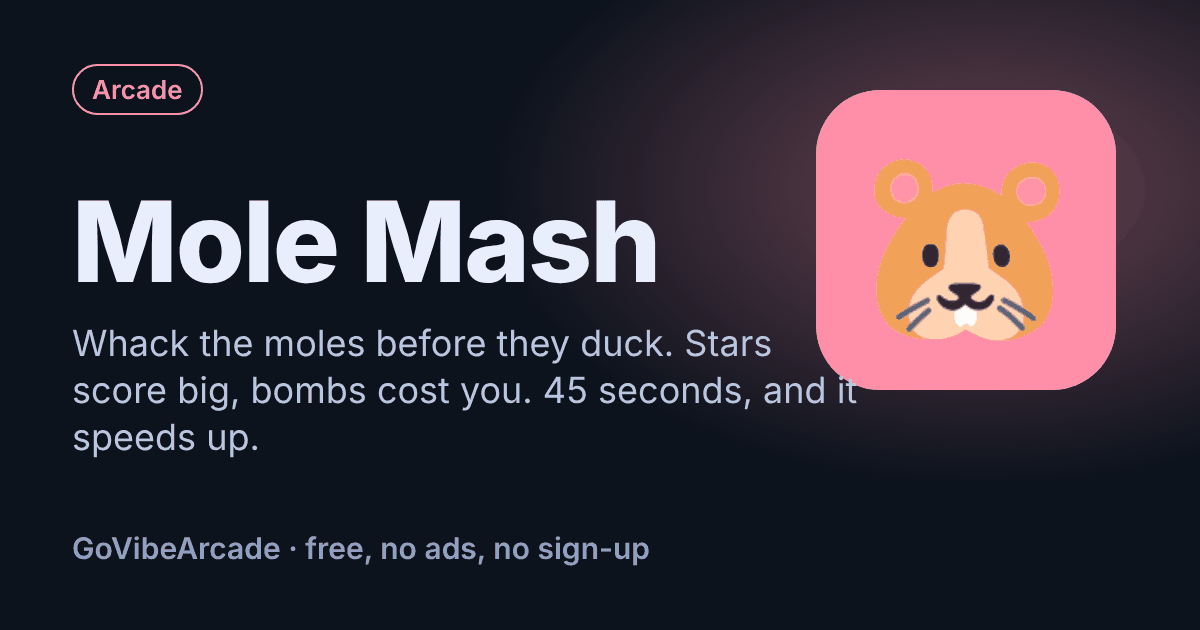 Arcade
Mole Mash
Whack the moles before they duck. Stars
score big, bombs cost you. 45 seconds, and it
speeds up.
GoVibeArcade · free, no ads, no sign-up